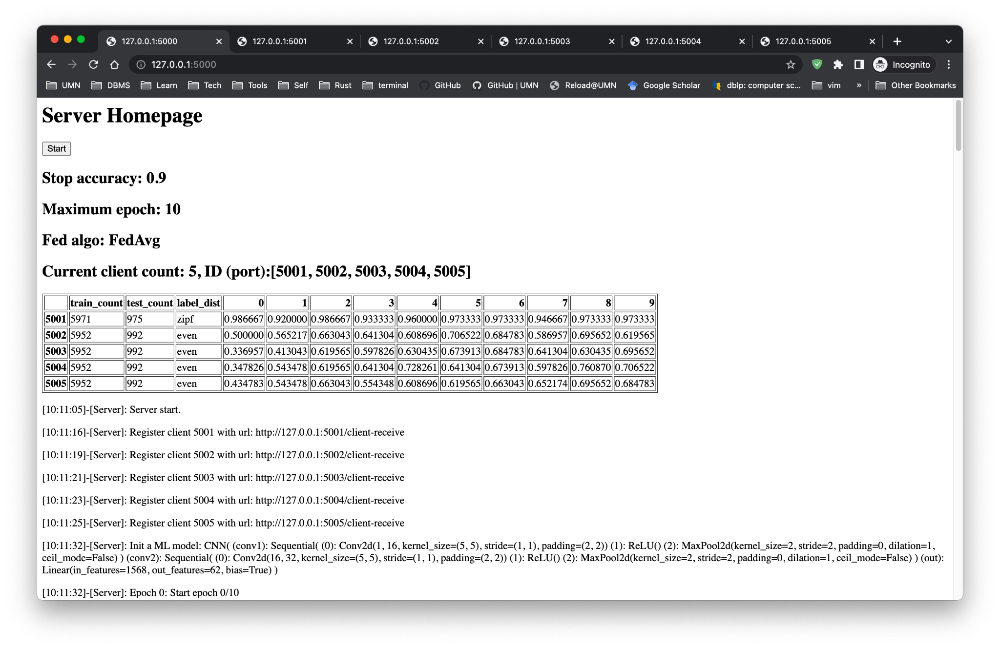 127.0.0.1:5000 127.0.0.1:5001 127.0.0.1:5002 127.0.0.1:5003 127.0.0.1:5004 127.0.0.1:5005
127.0.0.1:5000 Incognito
UMN DBMS Learn Tech Tools Self Rust terminal GitHub GitHub | UMN Reload@UMN Google Scholar dblp: computer sc... vim » Other Bookmarks
Server Homepage
Start
Stop accuracy: 0.9
Maximum epoch: 10
Fed algo: FedAvg
Current client count: 5, ID (port):[5001, 5002, 5003, 5004, 5005]
train_count test_count label_dist 0 1 2 3 4 5 6 7 8 9
5001 5971 975 zipf 0.986667 0.920000 0.986667 0.933333 0.960000 0.973333 0.973333 0.946667 0.973333 0.973333
5002 5952 992 even 0.500000 0.565217 0.663043 0.641304 0.608696 0.706522 0.684783 0.586957 0.695652 0.619565
5003 5952 992 even 0.336957 0.413043 0.619565 0.597826 0.630435 0.673913 0.684783 0.641304 0.630435 0.695652
5004 5952 992 even 0.347826 0.543478 0.619565 0.641304 0.728261 0.641304 0.673913 0.597826 0.760870 0.706522
5005 5952 992 even 0.434783 0.543478 0.663043 0.554348 0.608696 0.619565 0.663043 0.652174 0.695652 0.684783
[10:11:05]-[Server]: Server start.
[10:11:16]-[Server]: Register client 5001 with url: http://127.0.0.1:5001/client-receive
[10:11:19]-[Server]: Register client 5002 with url: http://127.0.0.1:5002/client-receive
[10:11:21]-[Server]: Register client 5003 with url: http://127.0.0.1:5003/client-receive
[10:11:23]-[Server]: Register client 5004 with url: http://127.0.0.1:5004/client-receive
[10:11:25]-[Server]: Register client 5005 with url: http://127.0.0.1:5005/client-receive
[10:11:32]-[Server]: Init a ML model: CNN( (conv1): Sequential( (0): Conv2d(1, 16, kernel_size=(5, 5), stride=(1, 1), padding=(2, 2)) (1): ReLU() (2): MaxPool2d(kernel_size=2, stride=2, padding=0, dilation=1,
ceil_mode=False) ) (conv2): Sequential( (0): Conv2d(16, 32, kernel_size=(5, 5), stride=(1, 1), padding=(2, 2)) (1): ReLU() (2): MaxPool2d(kernel_size=2, stride=2, padding=0, dilation=1, ceil_mode=False) ) (out):
Linear(in_features=1568, out_features=62, bias=True) )
[10:11:32]-[Server]: Epoch 0: Start epoch 0/10